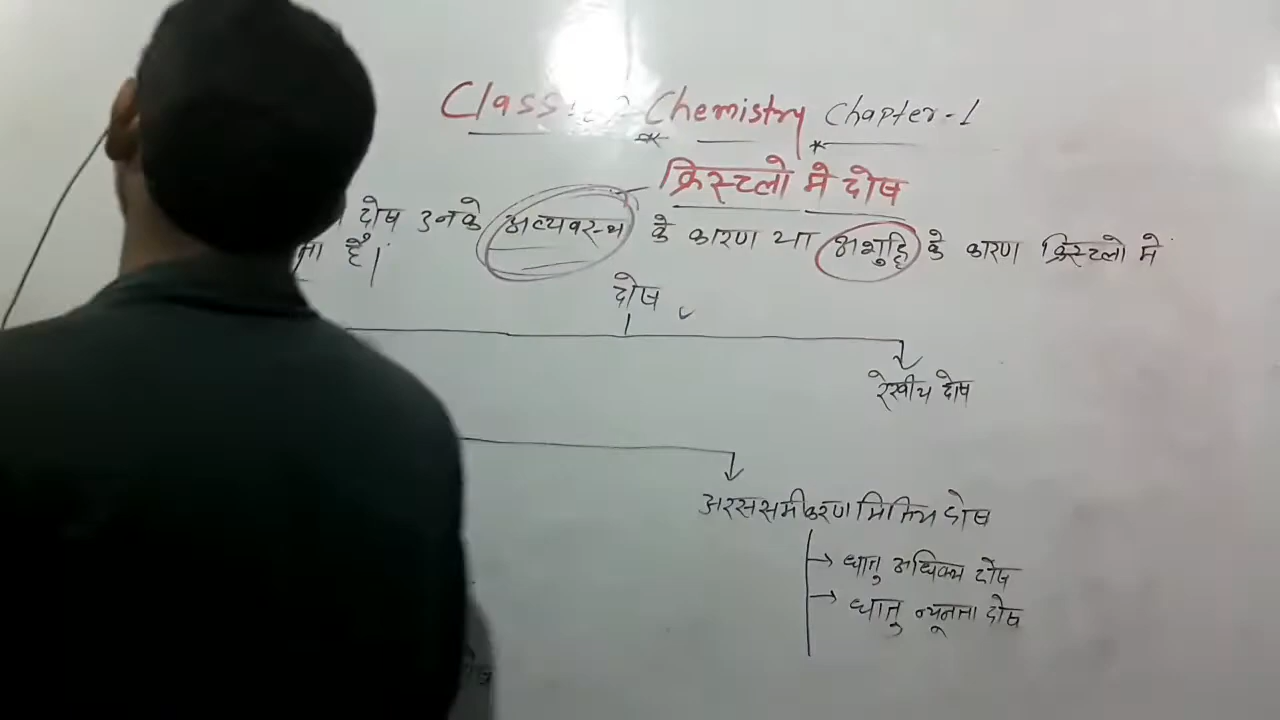 Class Chemistry Chapter-1
क्रिस्टलो मे दोष
दोष उनके अव्यवस्था के कारण या अशुद्धि के कारण क्रिस्टलो मे
है।
दोष
रेखीय दोष
अरससमीकरणमितिय दोष
धातु अधिक्य दोष
धातु न्यूनता दोष